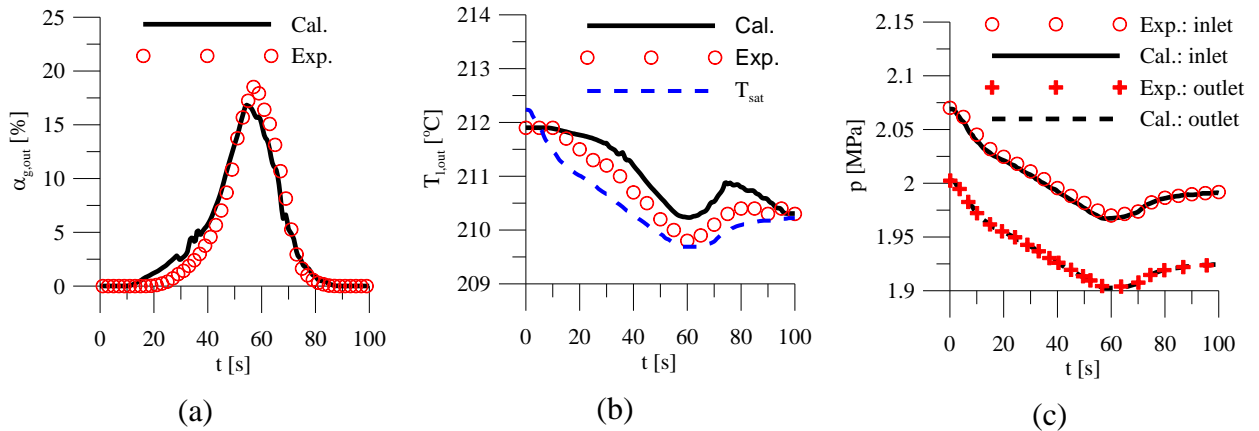 25
20
15
10
5
0
α_g,out [%]
Cal.
Exp.
0 20 40 60 80 100
t [s]
(a)
214
213
212
211
210
209
T_l,out [°C]
Cal.
Exp.
T_sat
0 20 40 60 80 100
t [s]
(b)
2.15
2.1
2.05
2
1.95
1.9
p [MPa]
Exp.: inlet
Cal.: inlet
Exp.: outlet
Cal.: outlet
0 20 40 60 80 100
t [s]
(c)